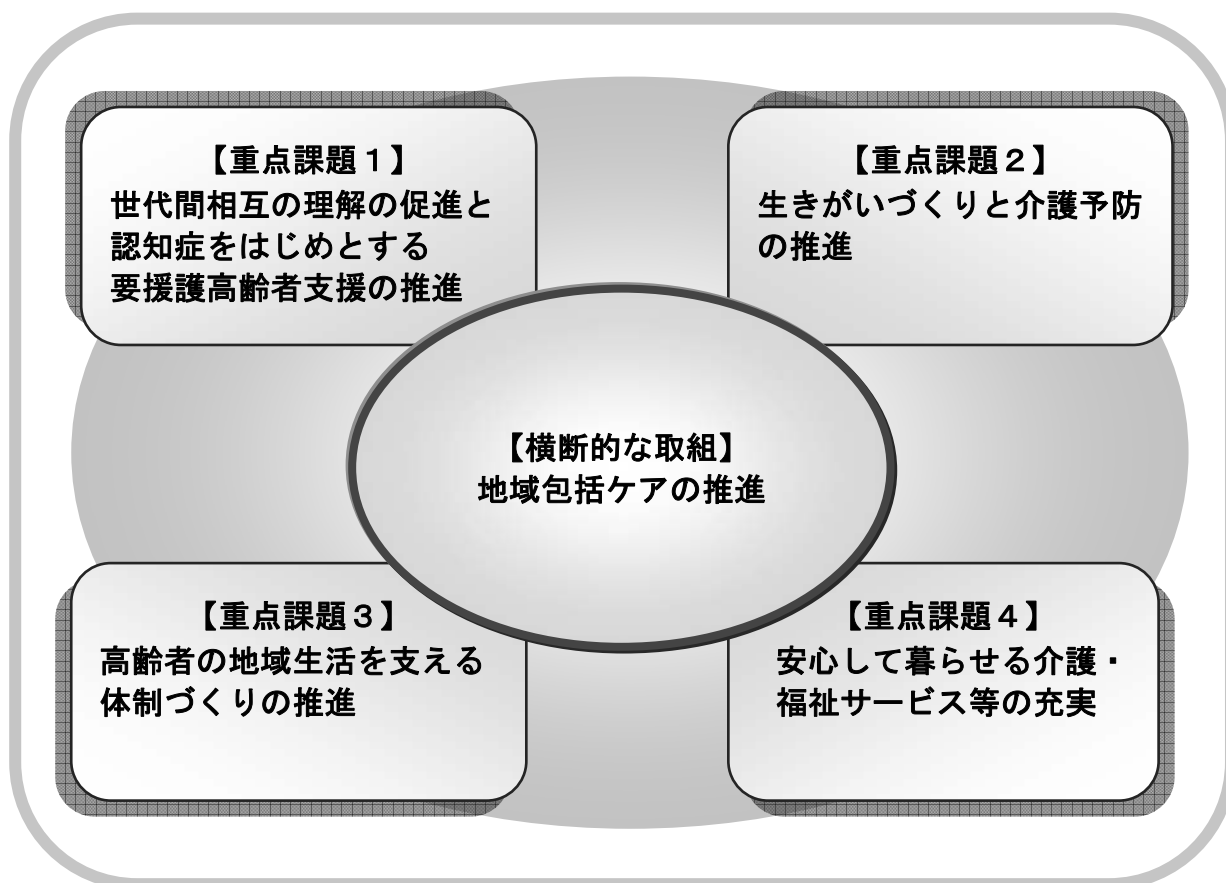 【重点課題１】
世代間相互の理解の促進と
認知症をはじめとする
要援護高齢者支援の推進
【重点課題２】
生きがいづくりと介護予防
の推進
【横断的な取組】
地域包括ケアの推進
【重点課題３】
高齢者の地域生活を支える
体制づくりの推進
【重点課題４】
安心して暮らせる介護・
福祉サービス等の充実